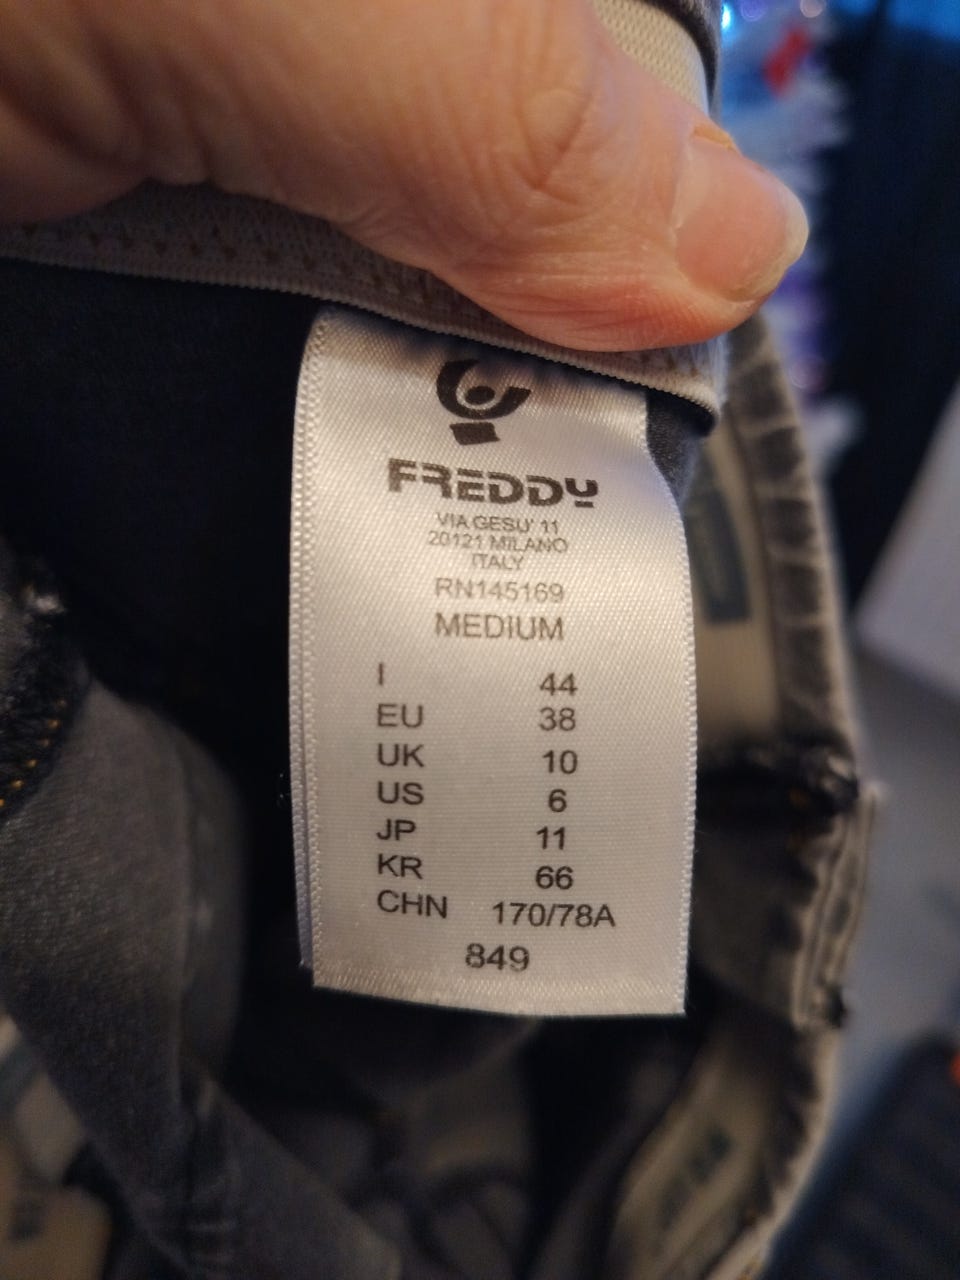 FREDDY
VIA GESU' 11
20121 MILANO
ITALY
RN145169
MEDIUM
I 44
EU 38
UK 10
US 6
JP 11
KR 66
CHN 170/78A
849